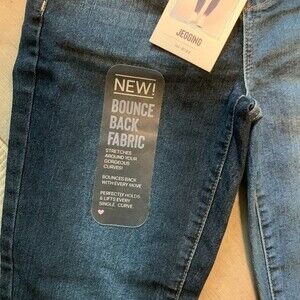 JEGGING
NEW!
BOUNCE
BACK
FABRIC
STRETCHES
AROUND YOUR
GORGEOUS
CURVES!
BOUNCES BACK
WITH EVERY MOVE
PERFECTLY HOLDS
& LIFTS EVERY
SINGLE CURVE.